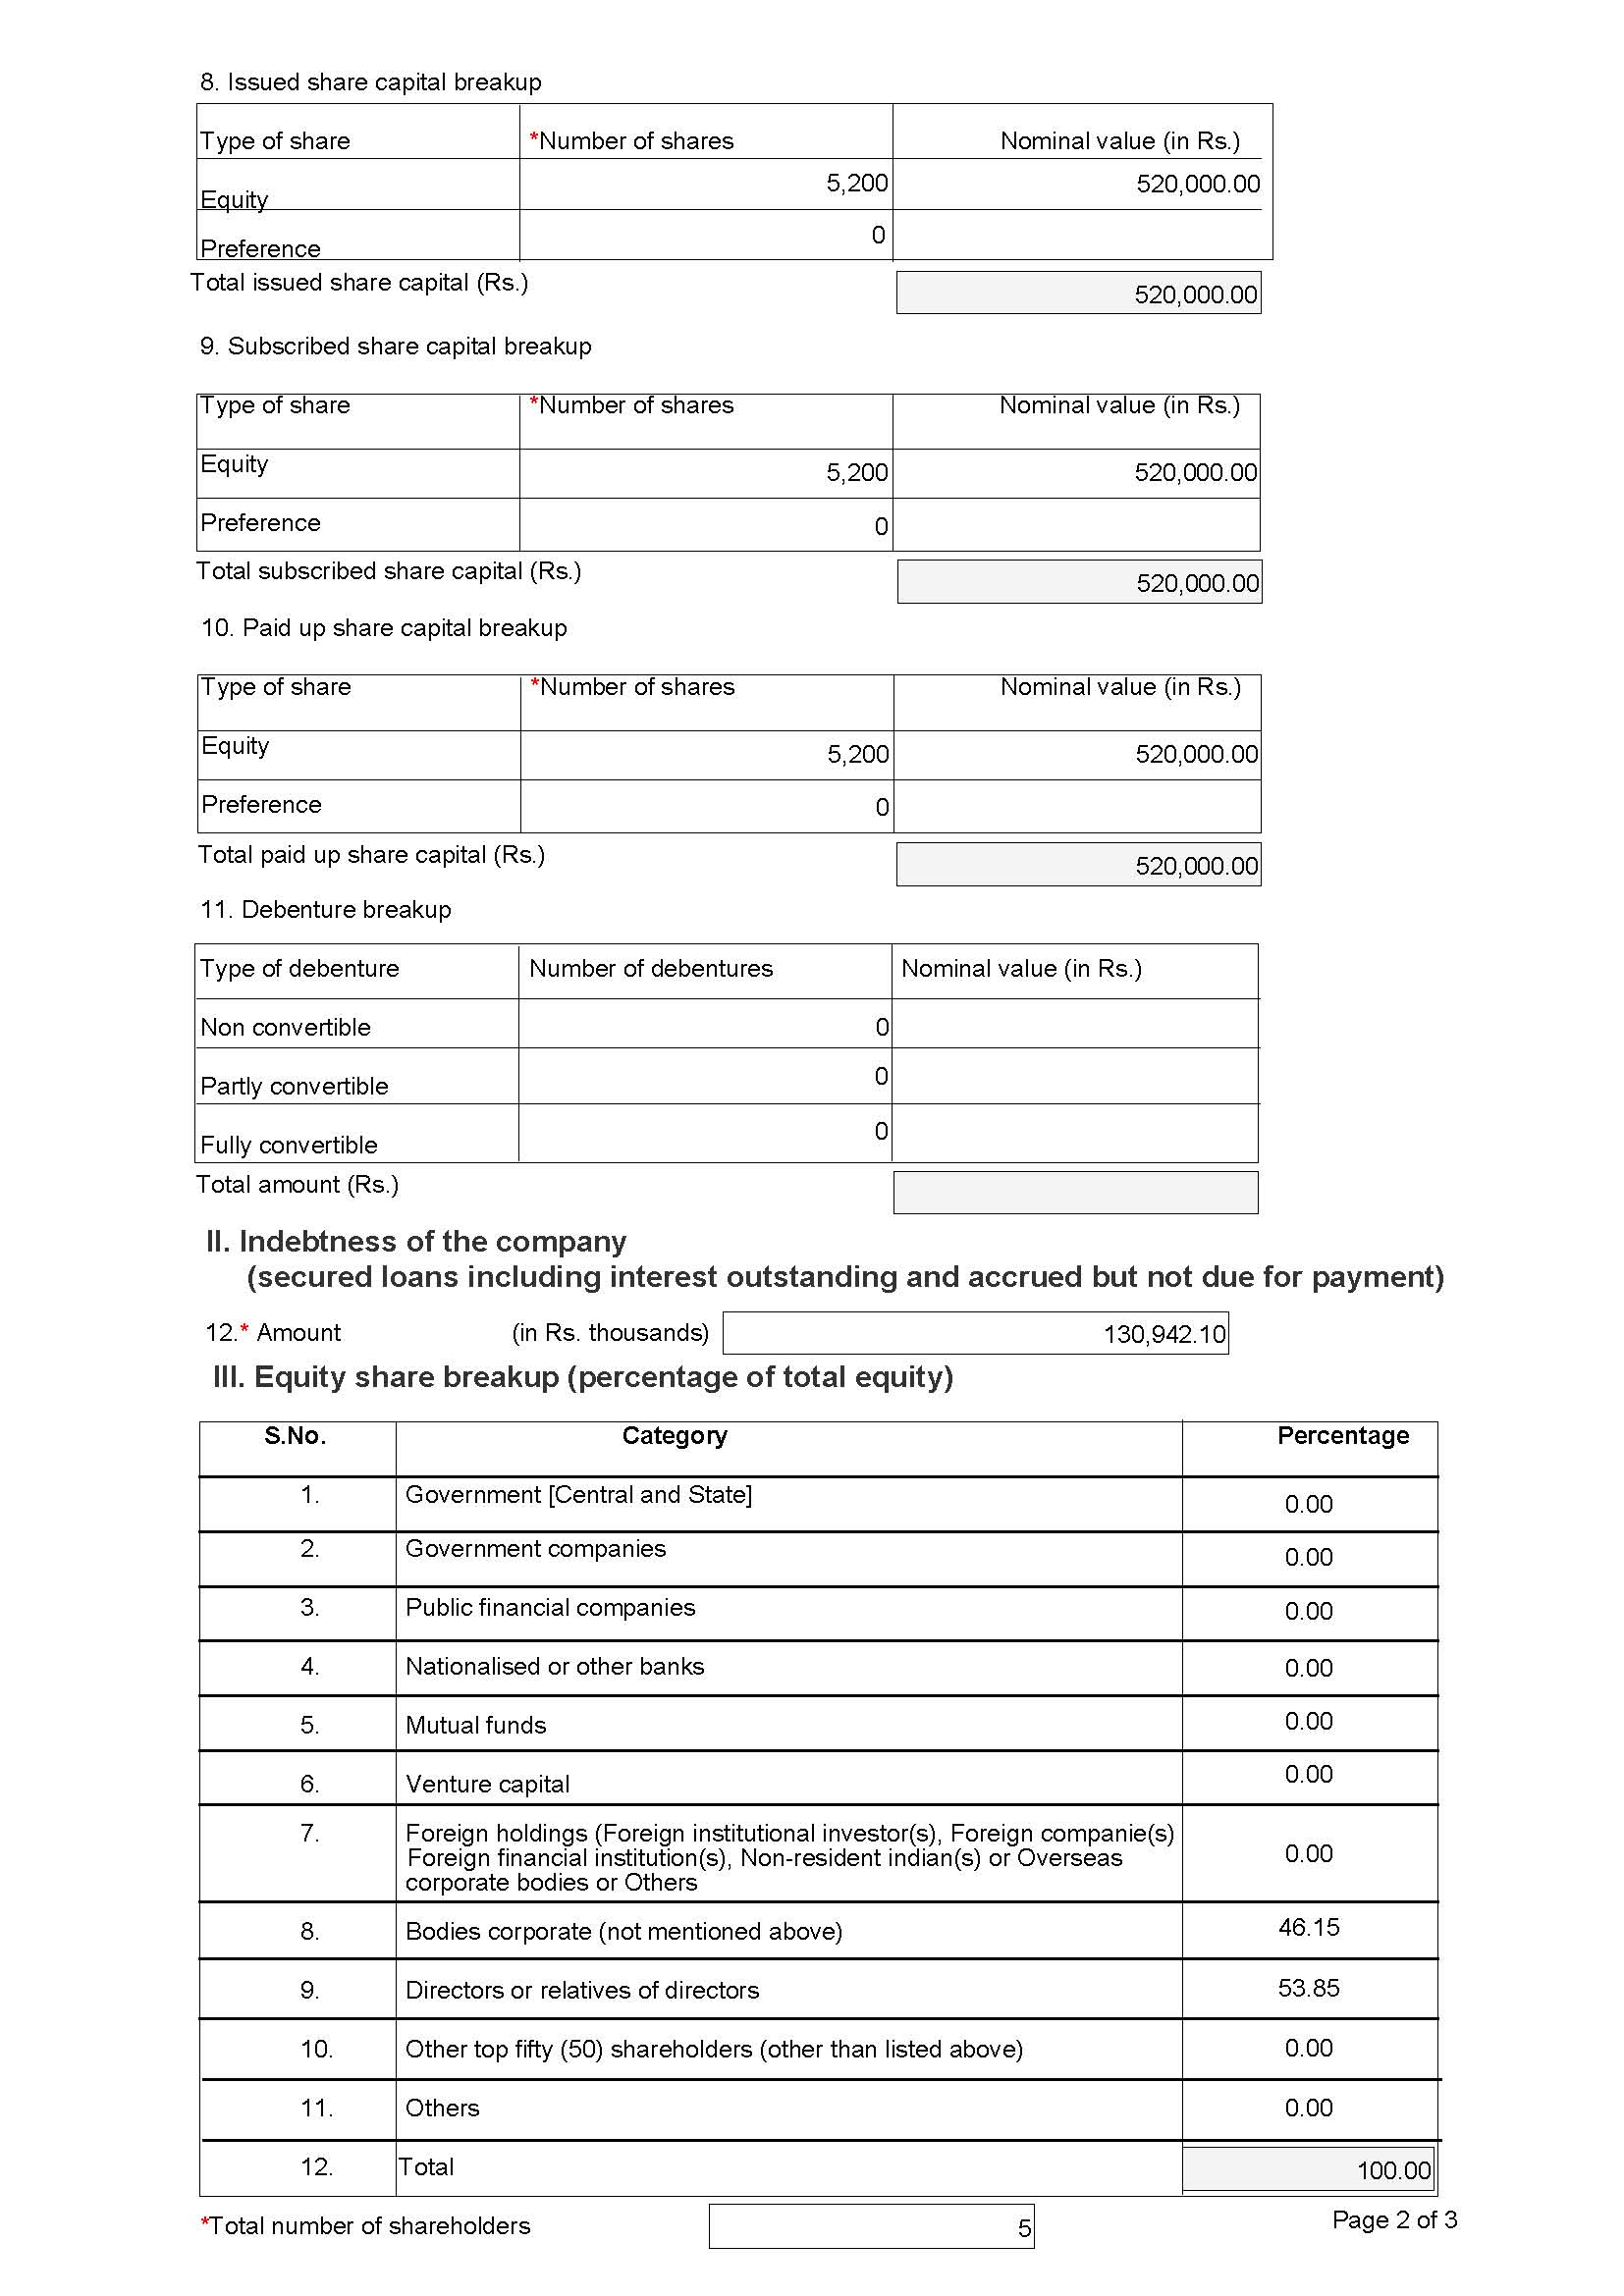 8. Issued share capital breakup
Type of share *Number of shares Nominal value (in Rs.)
Equity 5,200 520,000.00
Preference 0
Total issued share capital (Rs.) 520,000.00
9. Subscribed share capital breakup
Type of share *Number of shares Nominal value (in Rs.)
Equity 5,200 520,000.00
Preference 0
Total subscribed share capital (Rs.) 520,000.00
10. Paid up share capital breakup
Type of share *Number of shares Nominal value (in Rs.)
Equity 5,200 520,000.00
Preference 0
Total paid up share capital (Rs.) 520,000.00
11. Debenture breakup
Type of debenture Number of debentures Nominal value (in Rs.)
Non convertible 0
Partly convertible 0
Fully convertible 0
Total amount (Rs.)
II. Indebtness of the company
(secured loans including interest outstanding and accrued but not due for payment)
12.* Amount (in Rs. thousands) 130,942.10
III. Equity share breakup (percentage of total equity)
S.No. Category Percentage
1. Government [Central and State] 0.00
2. Government companies 0.00
3. Public financial companies 0.00
4. Nationalised or other banks 0.00
5. Mutual funds 0.00
6. Venture capital 0.00
7. Foreign holdings (Foreign institutional investor(s), Foreign companie(s)
Foreign financial institution(s), Non-resident indian(s) or Overseas 0.00
corporate bodies or Others
8. Bodies corporate (not mentioned above) 46.15
9. Directors or relatives of directors 53.85
10. Other top fifty (50) shareholders (other than listed above) 0.00
11. Others 0.00
12. Total 100.00
*Total number of shareholders 5 Page 2 of 3